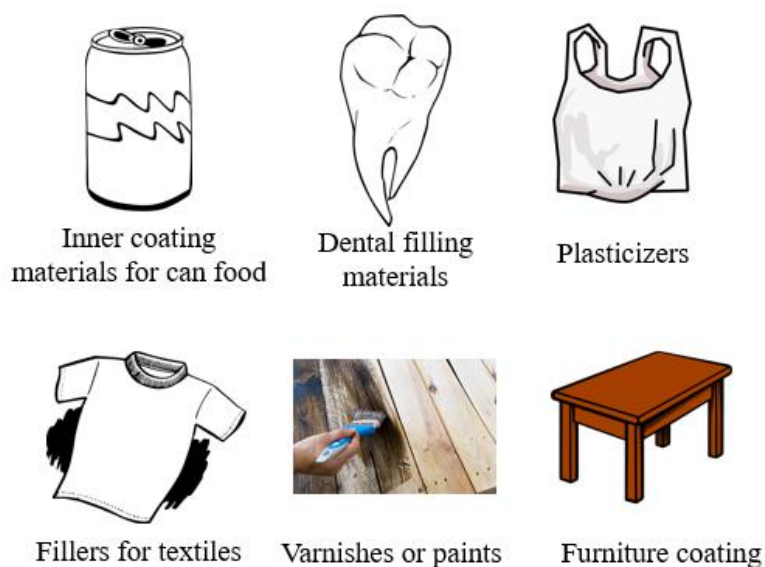 Inner coating
materials for can food
Dental filling
materials
Plasticizers
Fillers for textiles
Varnishes or paints
Furniture coating